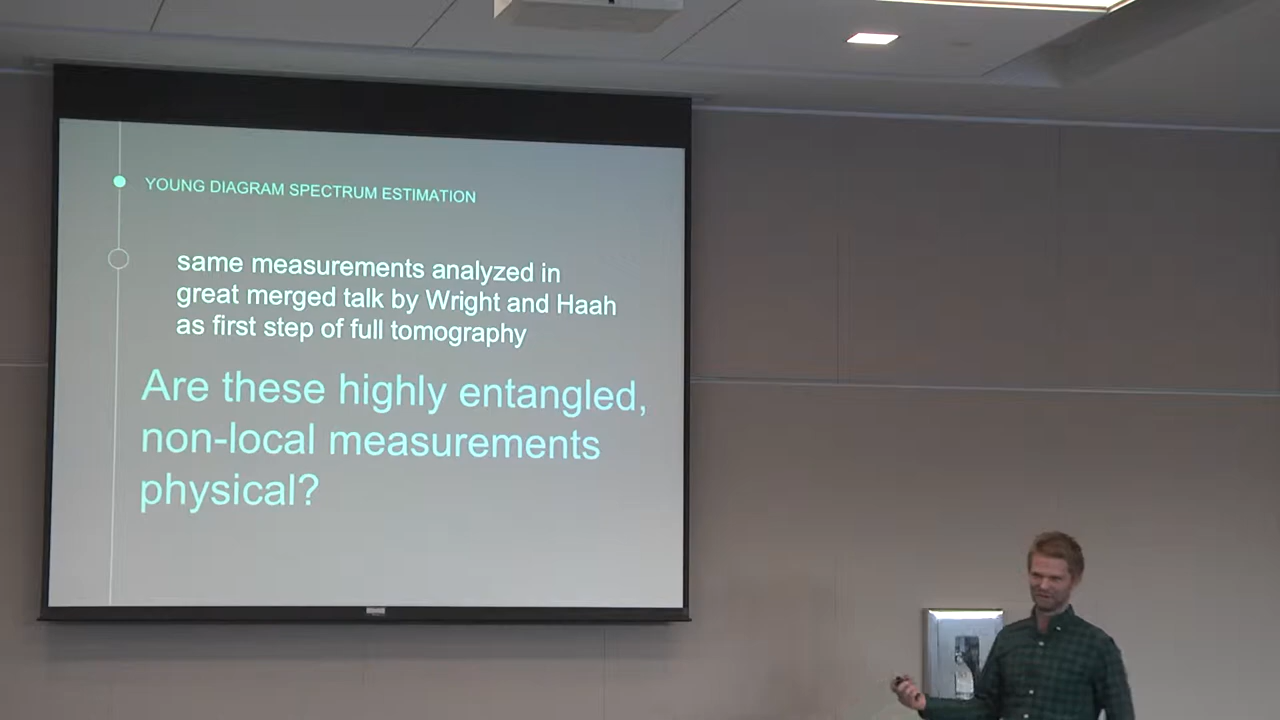 YOUNG DIAGRAM SPECTRUM ESTIMATION
same measurements analyzed in
great merged talk by Wright and Haah
as first step of full tomography
Are these highly entangled,
non-local measurements
physical?